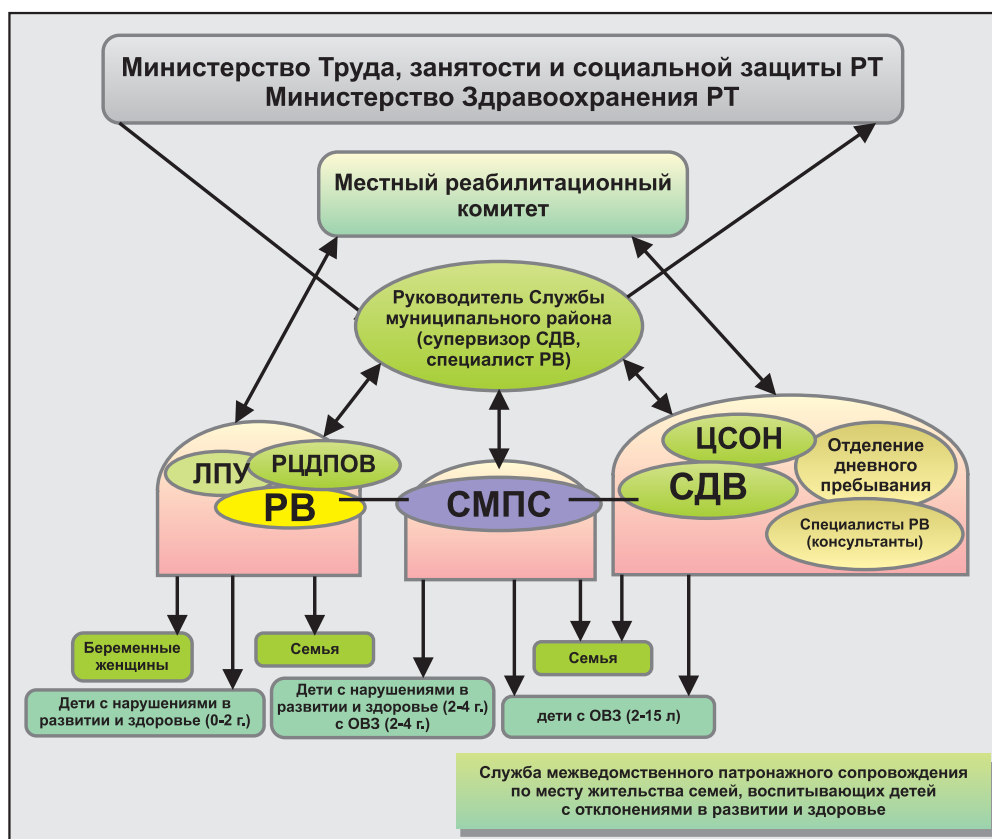 Министерство Труда, занятости и социальной защиты РТ
Министерство Здравоохранения РТ
Местный реабилитационный
комитет
Руководитель Службы
муниципального района
(супервизор СДВ,
специалист РВ)
ЛПУ
РЦДПОВ
РВ
СМПС
ЦСОН
СДВ
Отделение
дневного
пребывания
Специалисты РВ
(консультанты)
Беременные
женщины
Семья
Семья
Дети с нарушениями в
развитии и здоровье (0-2 г.)
Дети с нарушениями в
развитии и здоровье (2-4 г.)
с ОВЗ (2-4 г.)
дети с ОВЗ (2-15 л)
Служба межведомственного патронажного сопровождения
по месту жительства семей, воспитывающих детей
с отклонениями в развитии и здоровье